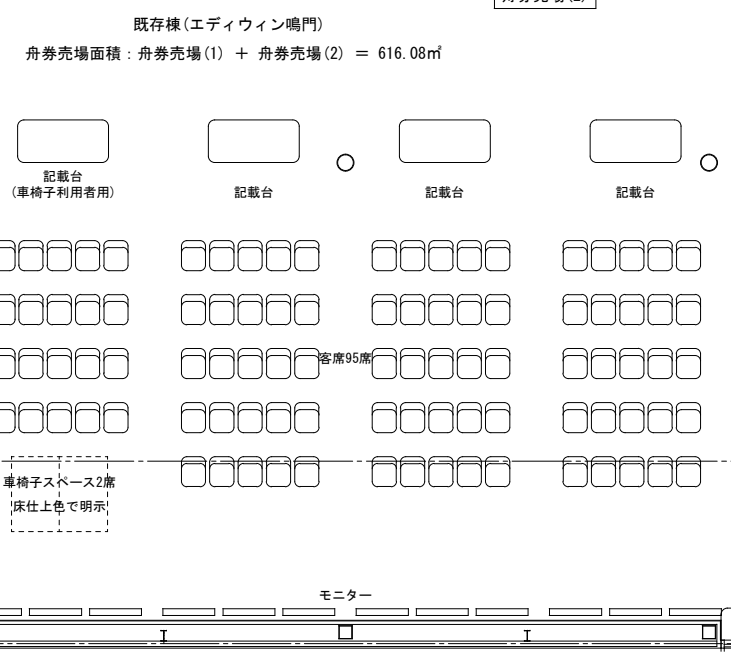 既存棟(エディウィン鳴門)
舟券売場面積：舟券売場(1) ＋ 舟券売場(2) ＝ 616.08㎡
記載台
(車椅子利用者用)
記載台
記載台
記載台
客席95席
車椅子スペース2席
床仕上色で明示
モニター